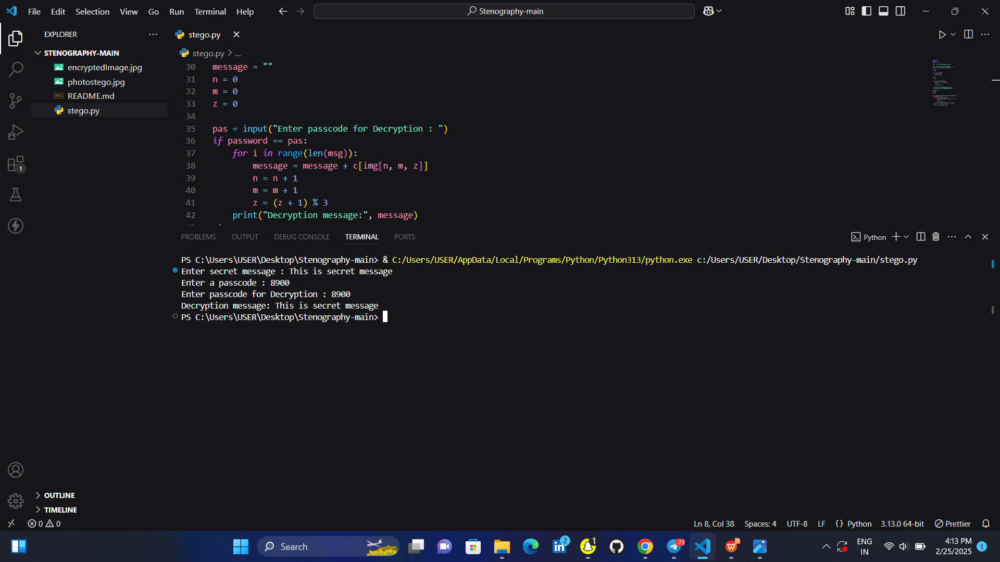 File Edit Selection View Go Run Terminal Help
Stenography-main
EXPLORER
STENOGRAPHY-MAIN
encryptedImage.jpg
photostego.jpg
README.md
stego.py
1
OUTLINE
TIMELINE
stego.py
stego.py > ...
30 message = ""
31 n = 0
32 m = 0
33 z = 0
34
35 pas = input("Enter passcode for Decryption : ")
36 if password == pas:
37 for i in range(len(msg)):
38 message = message + c[img[n, m, z]]
39 n = n + 1
40 m = m + 1
41 z = (z + 1) % 3
42 print("Decryption message:", message)
PROBLEMS OUTPUT DEBUG CONSOLE TERMINAL PORTS
Python
PS C:\Users\USER\Desktop\Stenography-main> & C:/Users/USER/AppData/Local/Programs/Python/Python313/python.exe c:/Users/USER/Desktop/Stenography-main/stego.py
Enter secret message : This is secret message
Enter a passcode : 8900
Enter passcode for Decryption : 8900
Decryption message: This is secret message
PS C:\Users\USER\Desktop\Stenography-main>
0 0
Ln 8, Col 38 Spaces: 4 UTF-8 LF {} Python 3.13.0 64-bit Prettier
Search
2
1
73
ENG
IN
4:13 PM
2/25/2025
1